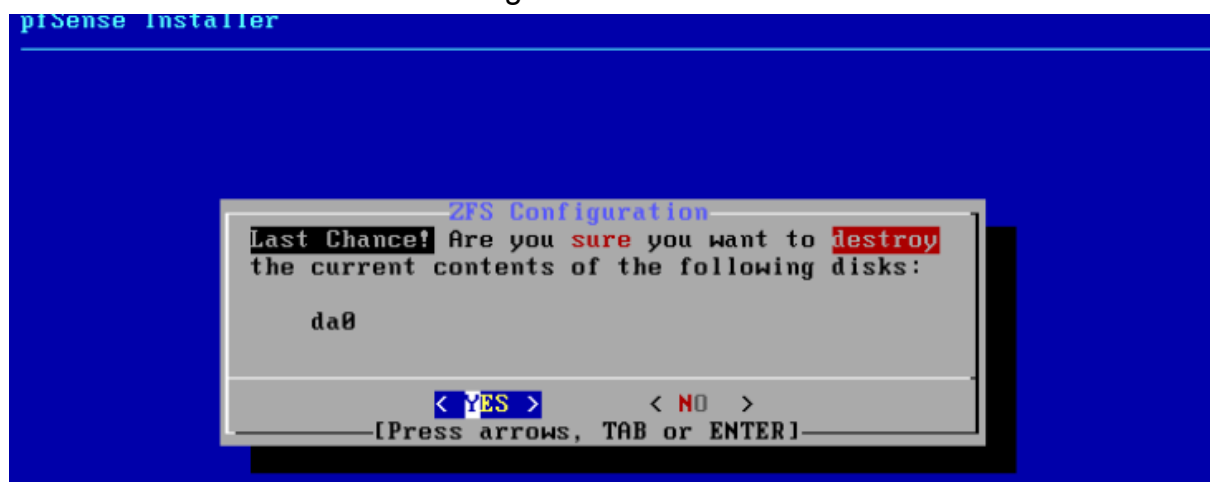 pfSense Installer
ZFS Configuration
Last Chance! Are you sure you want to destroy
the current contents of the following disks:
da0
< YES > < NO >
[Press arrows, TAB or ENTER]